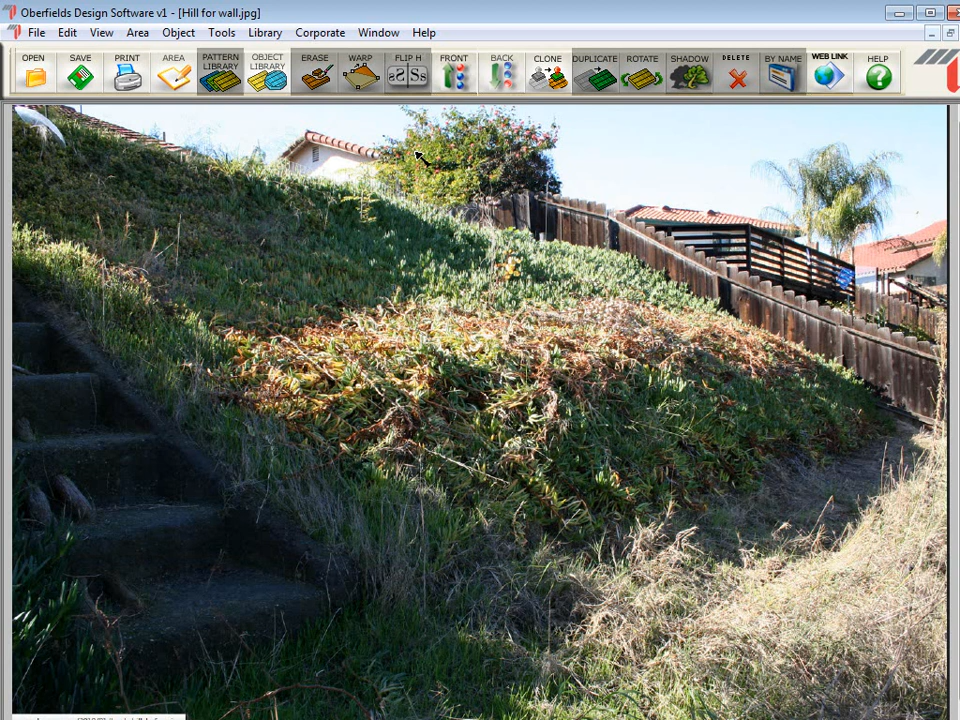 Oberfields Design Software v1 - [Hill for wall.jpg]
File Edit View Area Object Tools Library Corporate Window Help
OPEN SAVE PRINT AREA PATTERN LIBRARY OBJECT LIBRARY ERASE WARP FLIP H FRONT BACK CLONE DUPLICATE ROTATE SHADOW DELETE BY NAME WEB LINK HELP